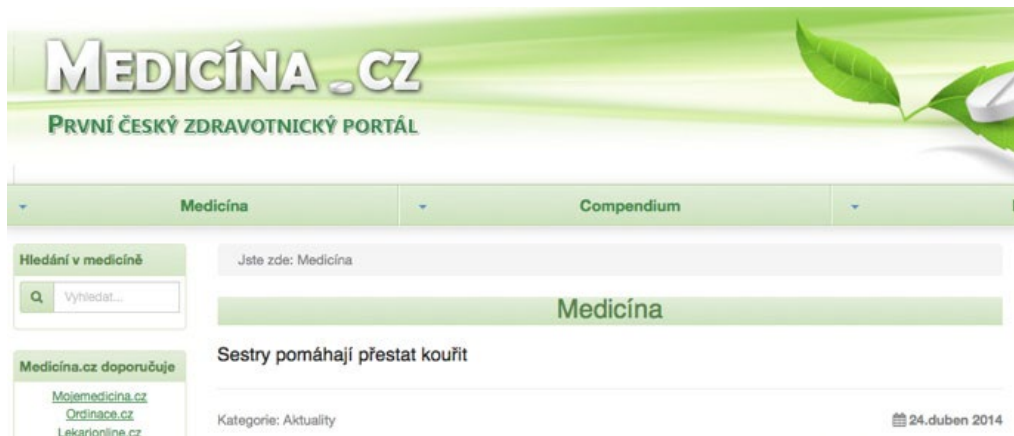 MEDICÍNA.CZ
PRVNÍ ČESKÝ ZDRAVOTNICKÝ PORTÁL
Medicína
Compendium
Hledání v medicíně
Vyhledat...
Medicína.cz doporučuje
Mojemedicina.cz
Ordinace.cz
Lekarionline.cz
Jste zde: Medicína
Medicína
Sestry pomáhají přestat kouřit
Kategorie: Aktuality
24.duben 2014